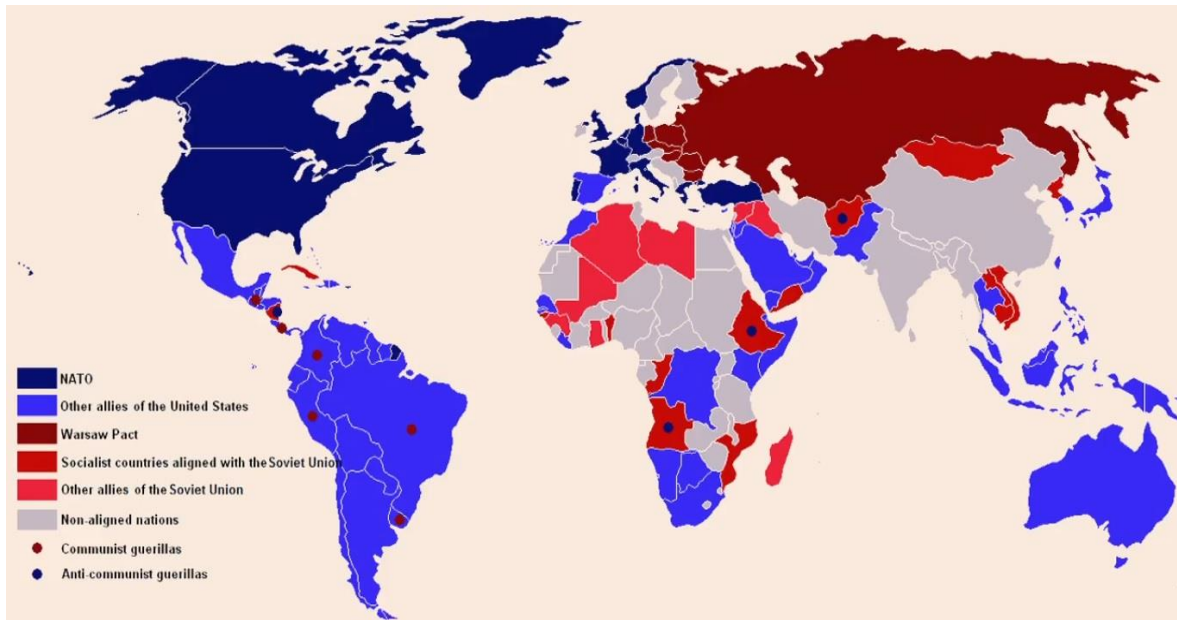 NATO
Other allies of the United States
Warsaw Pact
Socialist countries aligned with the Soviet Union
Other allies of the Soviet Union
Non-aligned nations
Communist guerillas
Anti-communist guerillas